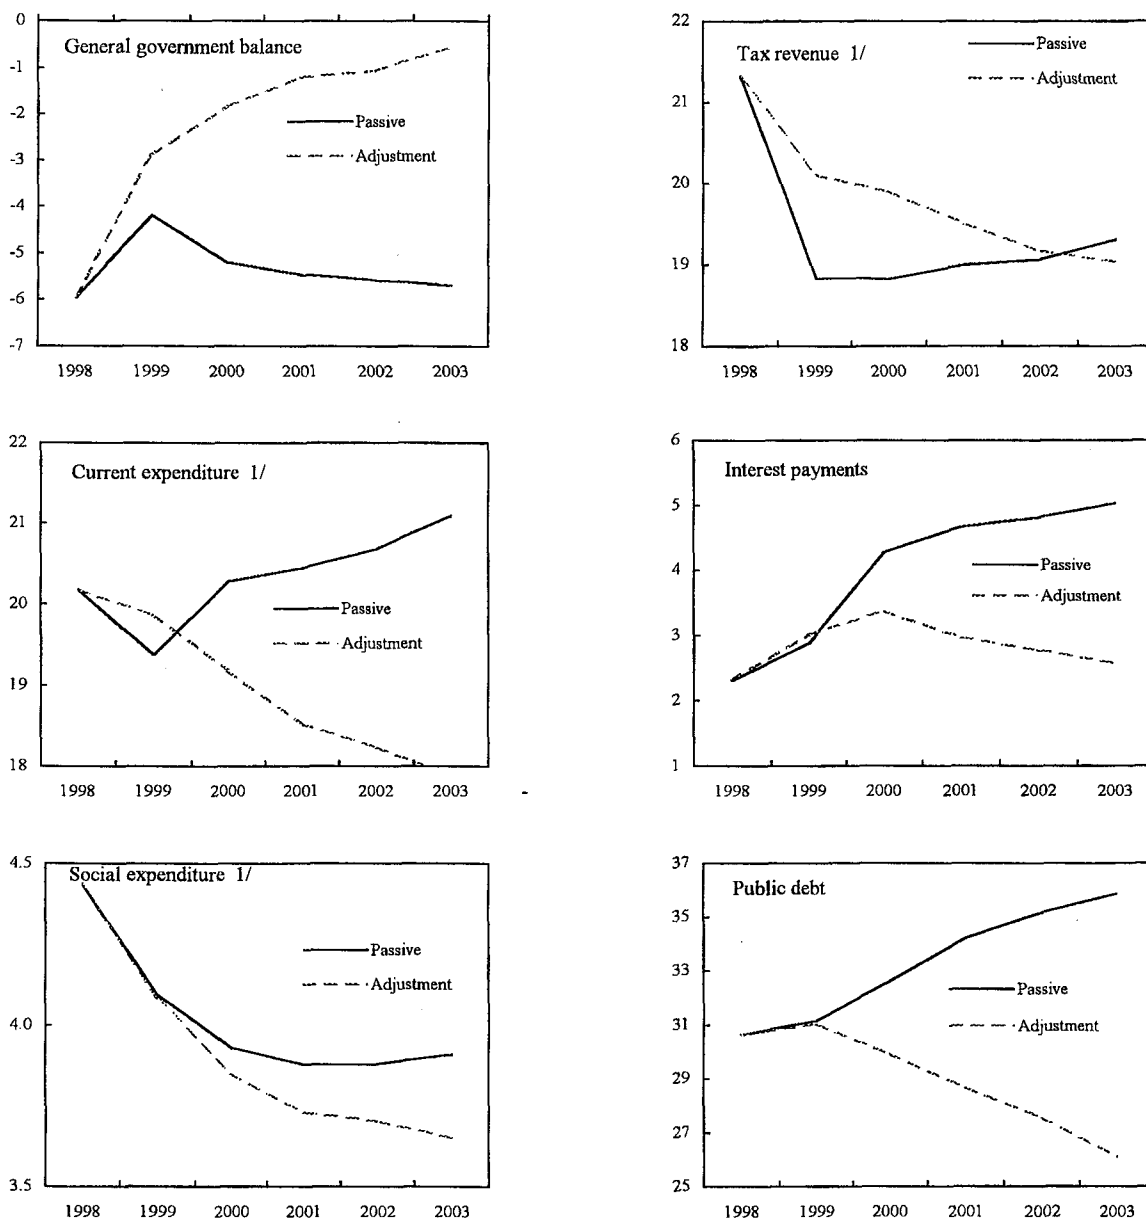 General government balance
0
-1
-2
-3
-4
-5
-6
-7
Passive
Adjustment
1998 1999 2000 2001 2002 2003
Tax revenue 1/
22
21
20
19
18
Passive
Adjustment
1998 1999 2000 2001 2002 2003
Current expenditure 1/
22
21
20
19
18
Passive
Adjustment
1998 1999 2000 2001 2002 2003
Interest payments
6
5
4
3
2
1
Passive
Adjustment
1998 1999 2000 2001 2002 2003
Social expenditure 1/
4.5
4.0
3.5
Passive
Adjustment
1998 1999 2000 2001 2002 2003
Public debt
37
35
33
31
29
27
25
Passive
Adjustment
1998 1999 2000 2001 2002 2003